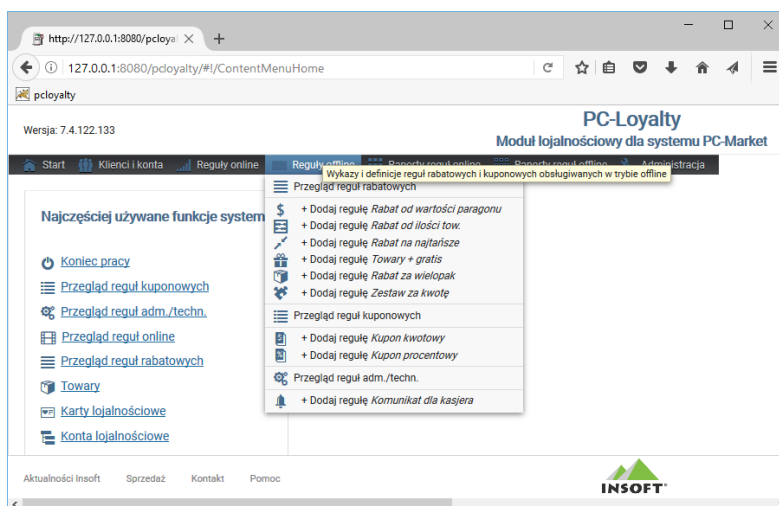 http://127.0.0.1:8080/pcloyal
127.0.0.1:8080/pcloyalty/#!/ContentMenuHome
pcloyalty
Wersja: 7.4.122.133
PC-Loyalty
Moduł lojalnościowy dla systemu PC-Market
Start Klienci i konta Reguły online Reguły offline Raporty reguł online Raporty reguł offline Administracja
Wykazy i definicje reguł rabatowych i kuponowych obsługiwanych w trybie offline
Przegląd reguł rabatowych
+ Dodaj regułę Rabat od wartości paragonu
+ Dodaj regułę Rabat od ilości tow.
+ Dodaj regułę Rabat na najtańsze
+ Dodaj regułę Towary + gratis
+ Dodaj regułę Rabat za wielopak
+ Dodaj regułę Zestaw za kwotę
Przegląd reguł kuponowych
+ Dodaj regułę Kupon kwotowy
+ Dodaj regułę Kupon procentowy
Przegląd reguł adm./techn.
+ Dodaj regułę Komunikat dla kasjera
Najczęściej używane funkcje system
Koniec pracy
Przegląd reguł kuponowych
Przegląd reguł adm./techn.
Przegląd reguł online
Przegląd reguł rabatowych
Towary
Karty lojalnościowe
Konta lojalnościowe
Aktualności Insoft Sprzedaż Kontakt Pomoc
INSOFT